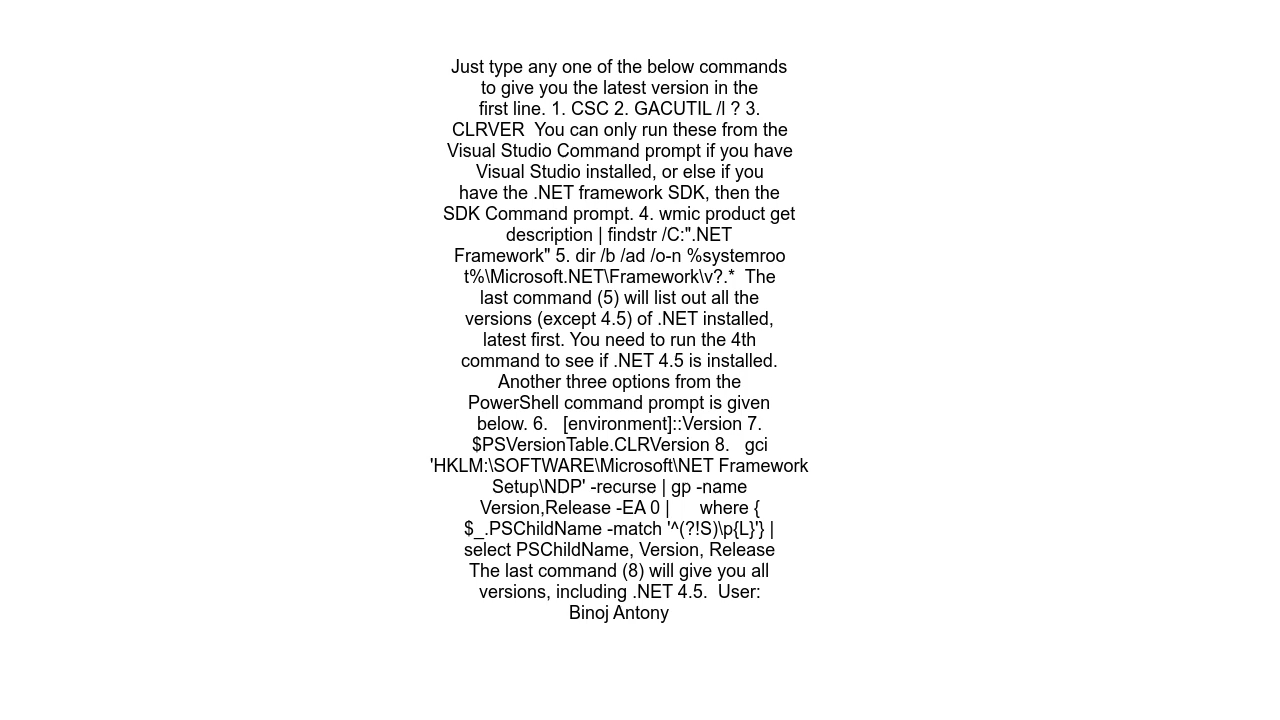 Just type any one of the below commands
to give you the latest version in the
first line. 1. CSC 2. GACUTIL /l ? 3.
CLRVER  You can only run these from the
Visual Studio Command prompt if you have
Visual Studio installed, or else if you
have the .NET framework SDK, then the
SDK Command prompt. 4. wmic product get
description | findstr /C:".NET
Framework" 5. dir /b /ad /o-n %systemroo
t%\Microsoft.NET\Framework\v?.*  The
last command (5) will list out all the
versions (except 4.5) of .NET installed,
latest first. You need to run the 4th
command to see if .NET 4.5 is installed.
Another three options from the
PowerShell command prompt is given
below. 6.   [environment]::Version 7.
$PSVersionTable.CLRVersion 8.   gci
'HKLM:\SOFTWARE\Microsoft\NET Framework
Setup\NDP' -recurse | gp -name
Version,Release -EA 0 |      where {
$_.PSChildName -match '^(?!S)\p{L}'} |
select PSChildName, Version, Release
The last command (8) will give you all
versions, including .NET 4.5.  User:
Binoj Antony